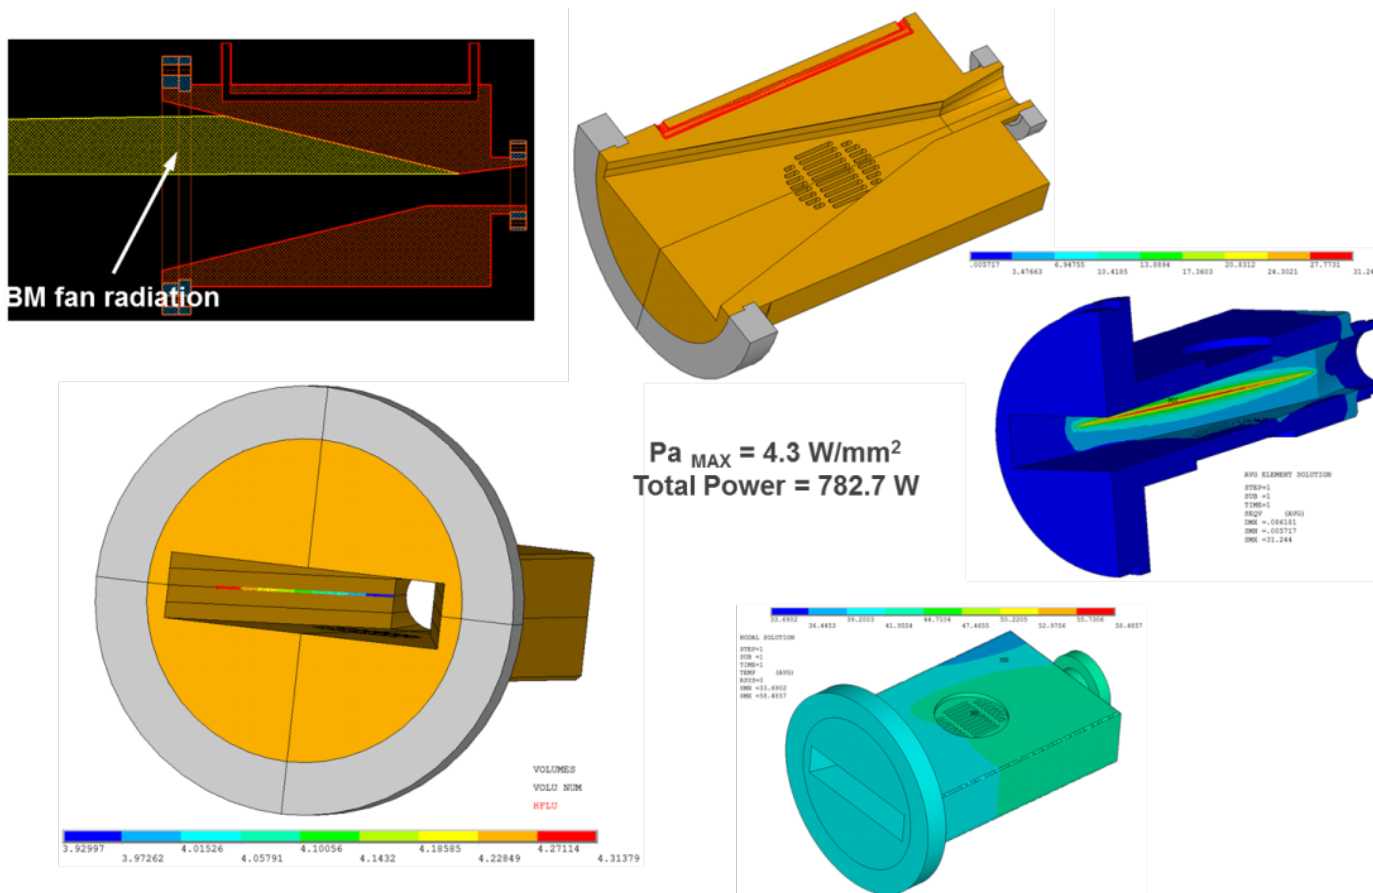 BM fan radiation
.005717 3.47663 6.94755 10.4185 13.8894 17.3603 20.8312 24.3021 27.7731 31.24
Pa MAX = 4.3 W/mm²
Total Power = 782.7 W
AVG ELEMENT SOLUTION
STEP=1
SUB =1
TIME=1
SEQV (AVG)
DMX =.086181
SMN =.005717
SMX =31.244
MX
VOLUMES
VOLU NUM
HFLU
3.92997 3.97262 4.01526 4.05791 4.10056 4.1432 4.18585 4.22849 4.27114 4.31379
33.6902 36.4453 39.2003 41.9554 44.7104 47.4655 50.2205 52.9756 55.7306 58.4857
NODAL SOLUTION
STEP=1
SUB =1
TIME=1
TEMP (AVG)
RSYS=0
SMN =33.6902
SMX =58.4857
MN